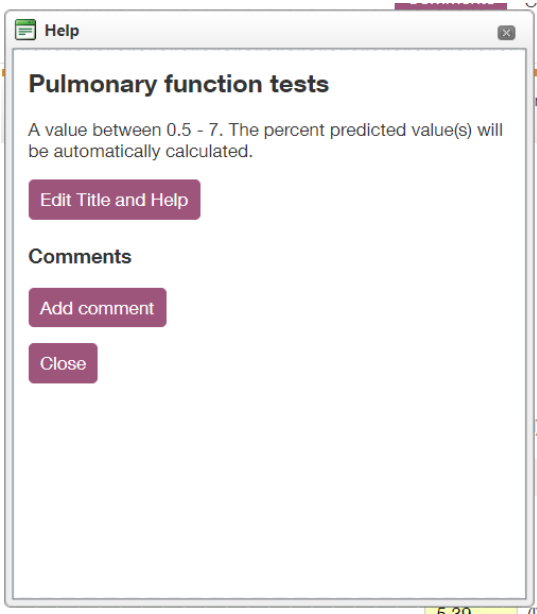 Comments
Help
Pulmonary function tests
A value between 0.5 - 7. The percent predicted value(s) will
be automatically calculated.
Edit Title and Help
Comments
Add comment
Close
5.39